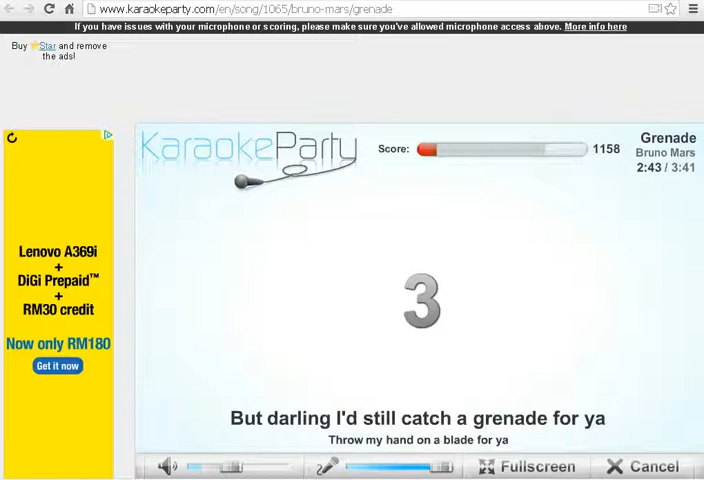 www.karaokeparty.com/en/song/1065/bruno-mars/grenade
If you have issues with your microphone or scoring, please make sure you've allowed microphone access above. More info here
Buy Star and remove
the ads!
KaraokeParty
Score: 1158
Grenade
Bruno Mars
2:43 / 3:41
Lenovo A369i
+
DiGi Prepaid™
+
RM30 credit
Now only RM180
Get it now
3
But darling I'd still catch a grenade for ya
Throw my hand on a blade for ya
Fullscreen
Cancel